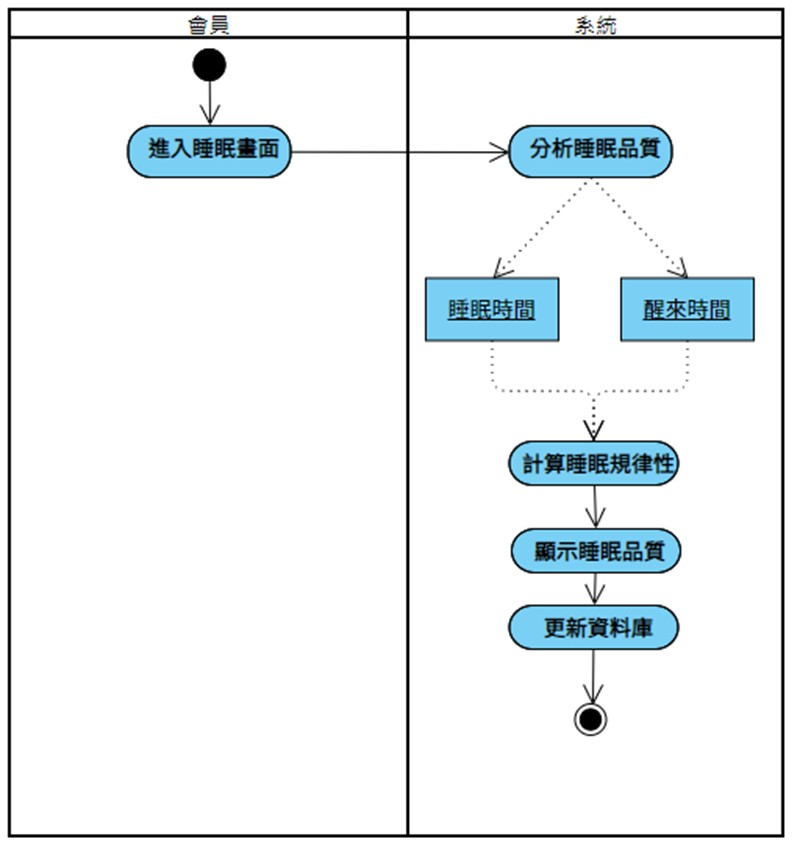 會員
系統
進入睡眠畫面
分析睡眠品質
睡眠時間
醒來時間
計算睡眠規律性
顯示睡眠品質
更新資料庫